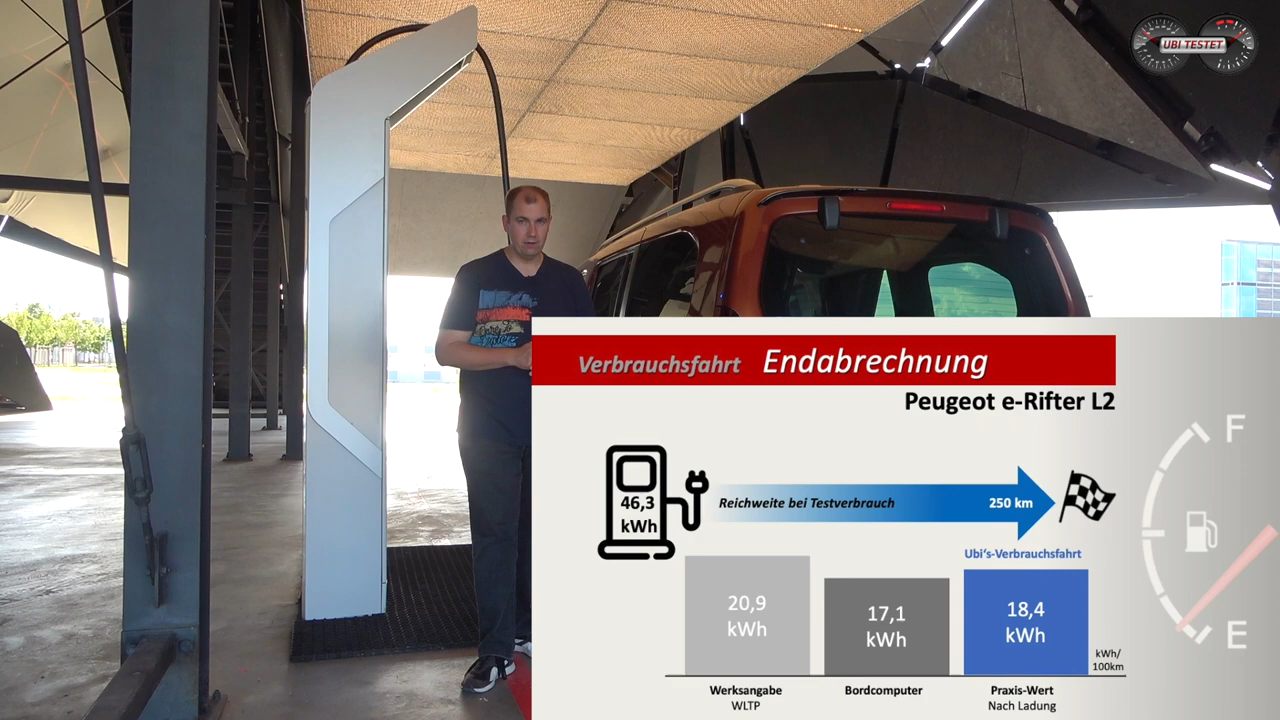 UBI TESTET
Verbrauchsfahrt Endabrechnung
Peugeot e-Rifter L2
F
46,3
kWh
Reichweite bei Testverbrauch
250 km
Ubi's-Verbrauchsfahrt
20,9
kWh
17,1
kWh
18,4
kWh
E
kWh/
100km
Werksangabe
WLTP
Bordcomputer
Praxis-Wert
Nach Ladung